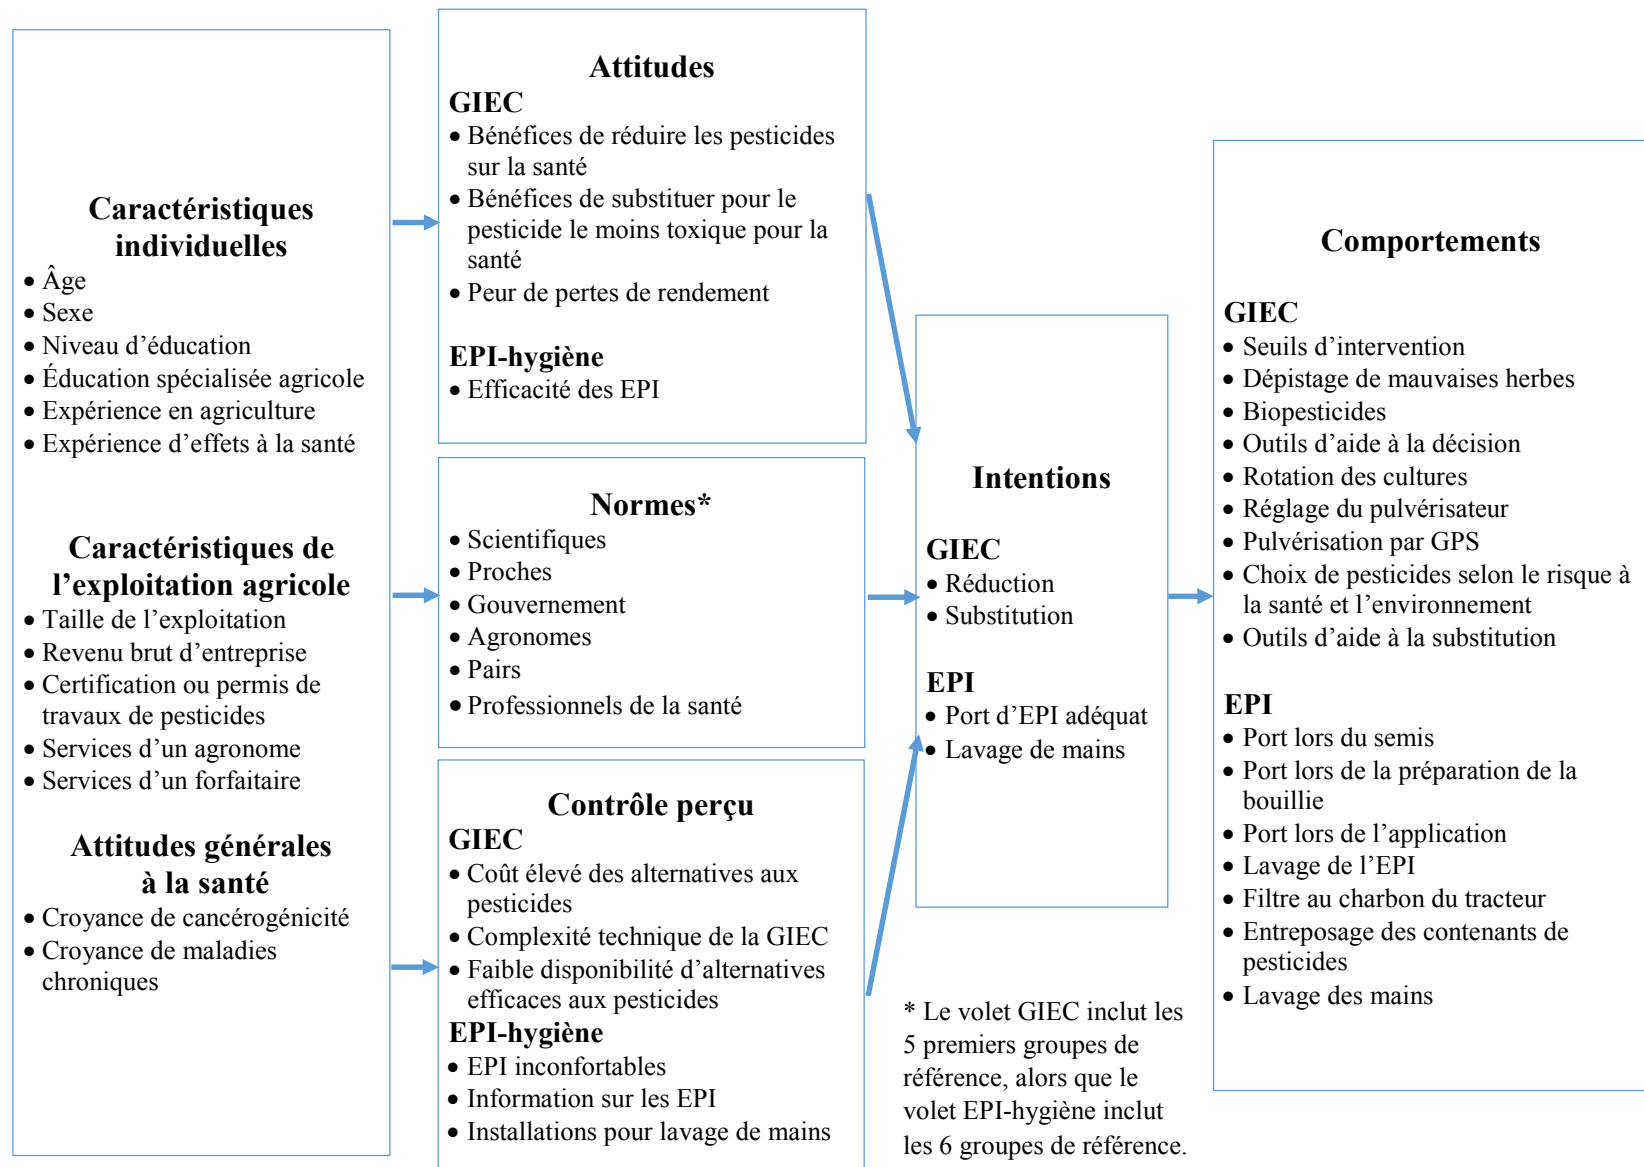 Caractéristiques
individuelles
• Âge
• Sexe
• Niveau d’éducation
• Éducation spécialisée agricole
• Expérience en agriculture
• Expérience d’effets à la santé
Caractéristiques de
l’exploitation agricole
• Taille de l’exploitation
• Revenu brut d’entreprise
• Certification ou permis de
travaux de pesticides
• Services d’un agronome
• Services d’un forfaitaire
Attitudes générales
à la santé
• Croyance de cancérogénicité
• Croyance de maladies
chroniques
Attitudes
GIEC
• Bénéfices de réduire les pesticides
sur la santé
• Bénéfices de substituer pour le
pesticide le moins toxique pour la
santé
• Peur de pertes de rendement
EPI-hygiène
• Efficacité des EPI
Normes*
• Scientifiques
• Proches
• Gouvernement
• Agronomes
• Pairs
• Professionnels de la santé
Contrôle perçu
GIEC
• Coût élevé des alternatives aux
pesticides
• Complexité technique de la GIEC
• Faible disponibilité d’alternatives
efficaces aux pesticides
EPI-hygiène
• EPI inconfortables
• Information sur les EPI
• Installations pour lavage de mains
Intentions
GIEC
• Réduction
• Substitution
EPI
• Port d’EPI adéquat
• Lavage de mains
* Le volet GIEC inclut les
5 premiers groupes de
référence, alors que le
volet EPI-hygiène inclut
les 6 groupes de référence.
Comportements
GIEC
• Seuils d’intervention
• Dépistage de mauvaises herbes
• Biopesticides
• Outils d’aide à la décision
• Rotation des cultures
• Réglage du pulvérisateur
• Pulvérisation par GPS
• Choix de pesticides selon le risque à
la santé et l’environnement
• Outils d’aide à la substitution
EPI
• Port lors du semis
• Port lors de la préparation de la
bouillie
• Port lors de l’application
• Lavage de l’EPI
• Filtre au charbon du tracteur
• Entreposage des contenants de
pesticides
• Lavage des mains